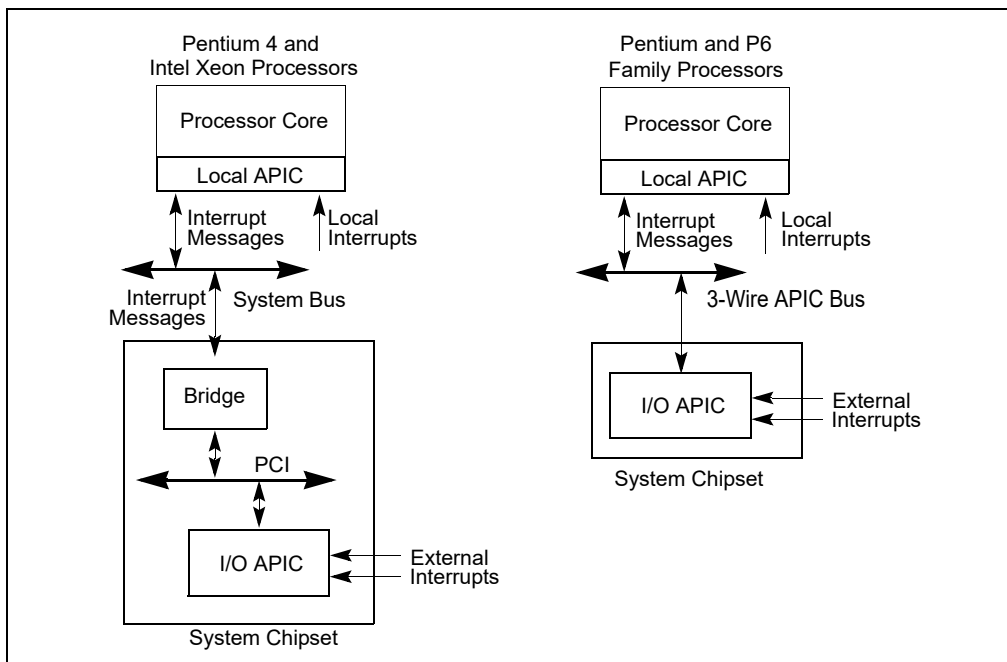 Pentium 4 and
Intel Xeon Processors
Processor Core
Local APIC
Interrupt
Messages
Local
Interrupts
Interrupt
Messages
System Bus
Bridge
PCI
I/O APIC
External
Interrupts
System Chipset
Pentium and P6
Family Processors
Processor Core
Local APIC
Interrupt
Messages
Local
Interrupts
3-Wire APIC Bus
I/O APIC
External
Interrupts
System Chipset